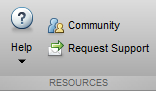 Community
Help
Request Support
RESOURCES